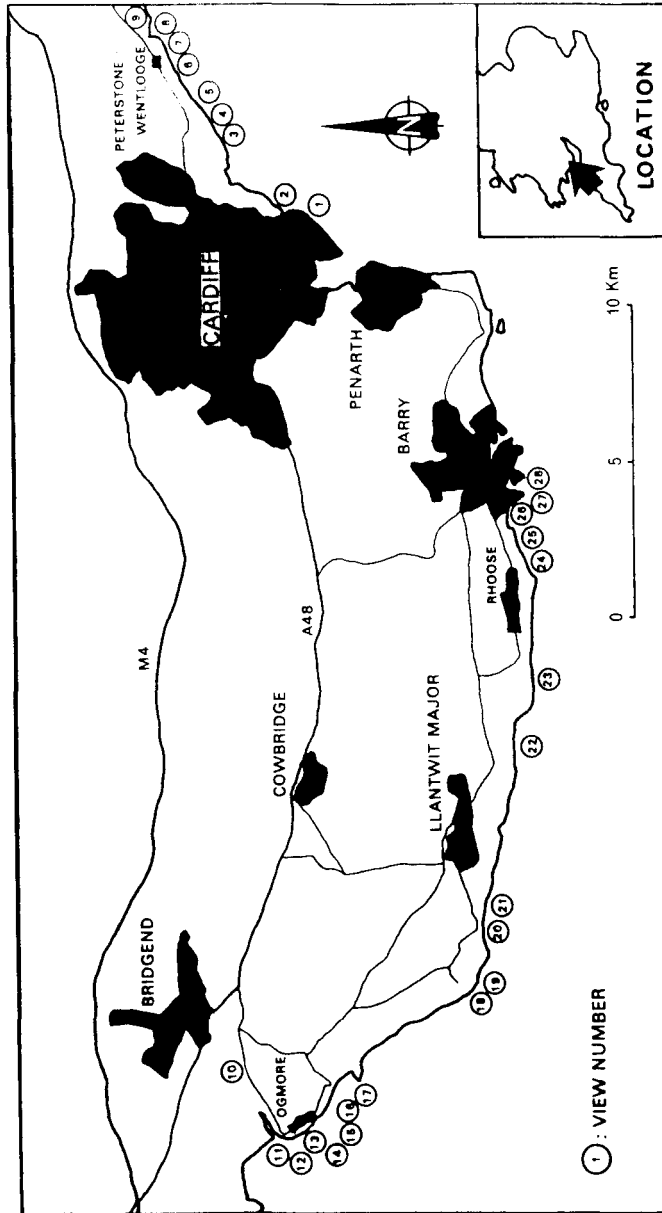 BRIDGEND
M4
PETERSTONE
WENTLOOGE
9
8
7
6
5
4
3
2
1
CARDIFF
COWBRIDGE
A48
10
OGMORE
11
12
13
14
15
16
17
PENARTH
N
LLANTWIT MAJOR
BARRY
RHOOSE
18
19
20
21
22
23
24
25
26
27
28
1 : VIEW NUMBER
0 5 10 Km
LOCATION